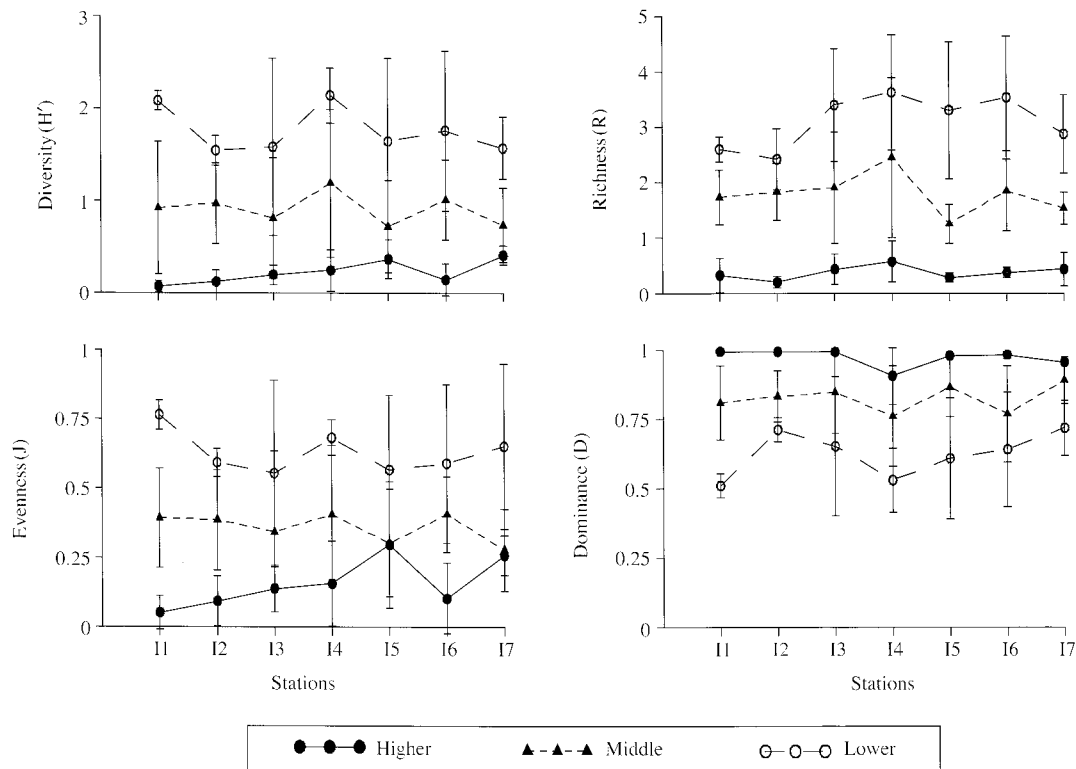 3
2
1
0
Diversity (H')
5
4
3
2
1
0
Richness (R)
1
0.75
0.5
0.25
0
Evenness (J)
I1 I2 I3 I4 I5 I6 I7
Stations
1
0.75
0.5
0.25
0
Dominance (D)
I1 I2 I3 I4 I5 I6 I7
Stations
Higher Middle Lower